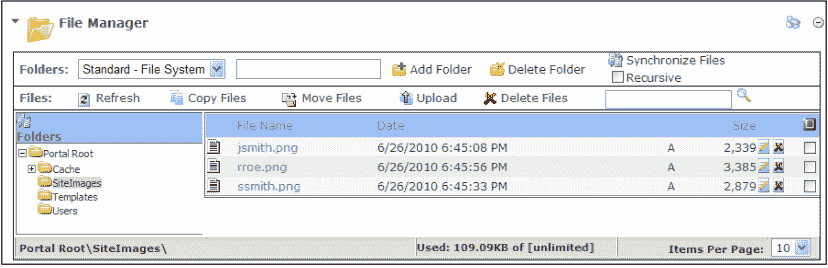 File Manager
Folders: Standard - File System Add Folder Delete Folder Synchronize Files
Recursive
Files: Refresh Copy Files Move Files Upload Delete Files
Folders
File Name Date Size
Portal Root
Cache
SiteImages
Templates
Users
jsmith.png 6/26/2010 6:45:08 PM A 2,339
rroe.png 6/26/2010 6:45:56 PM A 3,385
ssmith.png 6/26/2010 6:45:33 PM A 2,879
Portal Root\SiteImages\ Used: 109.09KB of [unlimited] Items Per Page: 10